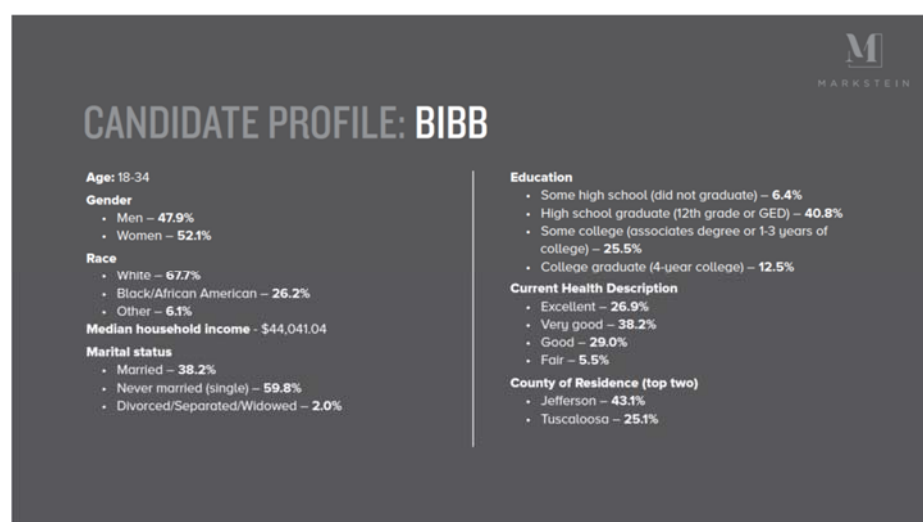 M
MARKSTEIN
CANDIDATE PROFILE: BIBB
Age: 18-34
Gender
• Men – 47.9%
• Women – 52.1%
Race
• White – 67.7%
• Black/African American – 26.2%
• Other – 6.1%
Median household income - $44,041.04
Marital status
• Married – 38.2%
• Never married (single) – 59.8%
• Divorced/Separated/Widowed – 2.0%
Education
• Some high school (did not graduate) – 6.4%
• High school graduate (12th grade or GED) – 40.8%
• Some college (associates degree or 1-3 years of
college) – 25.5%
• College graduate (4-year college) – 12.5%
Current Health Description
• Excellent – 26.9%
• Very good – 38.2%
• Good – 29.0%
• Fair – 5.5%
County of Residence (top two)
• Jefferson – 43.1%
• Tuscaloosa – 25.1%